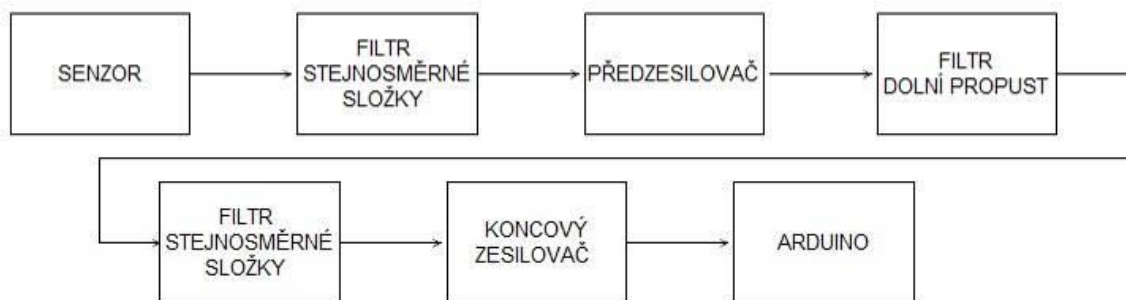 SENZOR
FILTR
STEJNOSMĚRNÉ
SLOŽKY
PŘEDZESILOVAČ
FILTR
DOLNÍ PROPUST
FILTR
STEJNOSMĚRNÉ
SLOŽKY
KONCOVÝ
ZESILOVAČ
ARDUINO